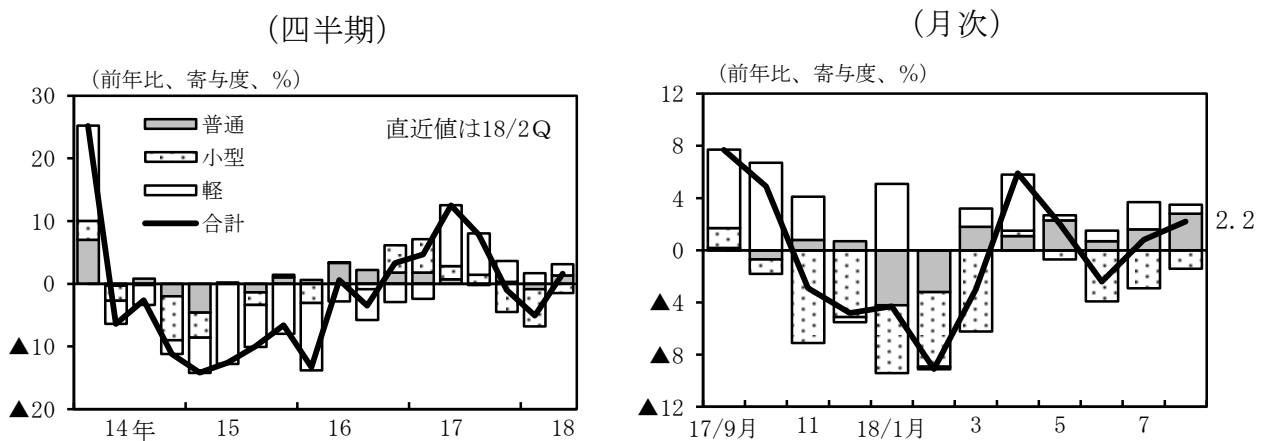 （四半期）
（前年比、寄与度、％）
30
20
10
0
▲10
▲20
普通
小型
軽
合計
直近値は18/2Q
14年
15
16
17
18
（月次）
（前年比、寄与度、％）
12
8
4
0
▲4
▲8
▲12
2.2
17/9月
11
18/1月
3
5
7